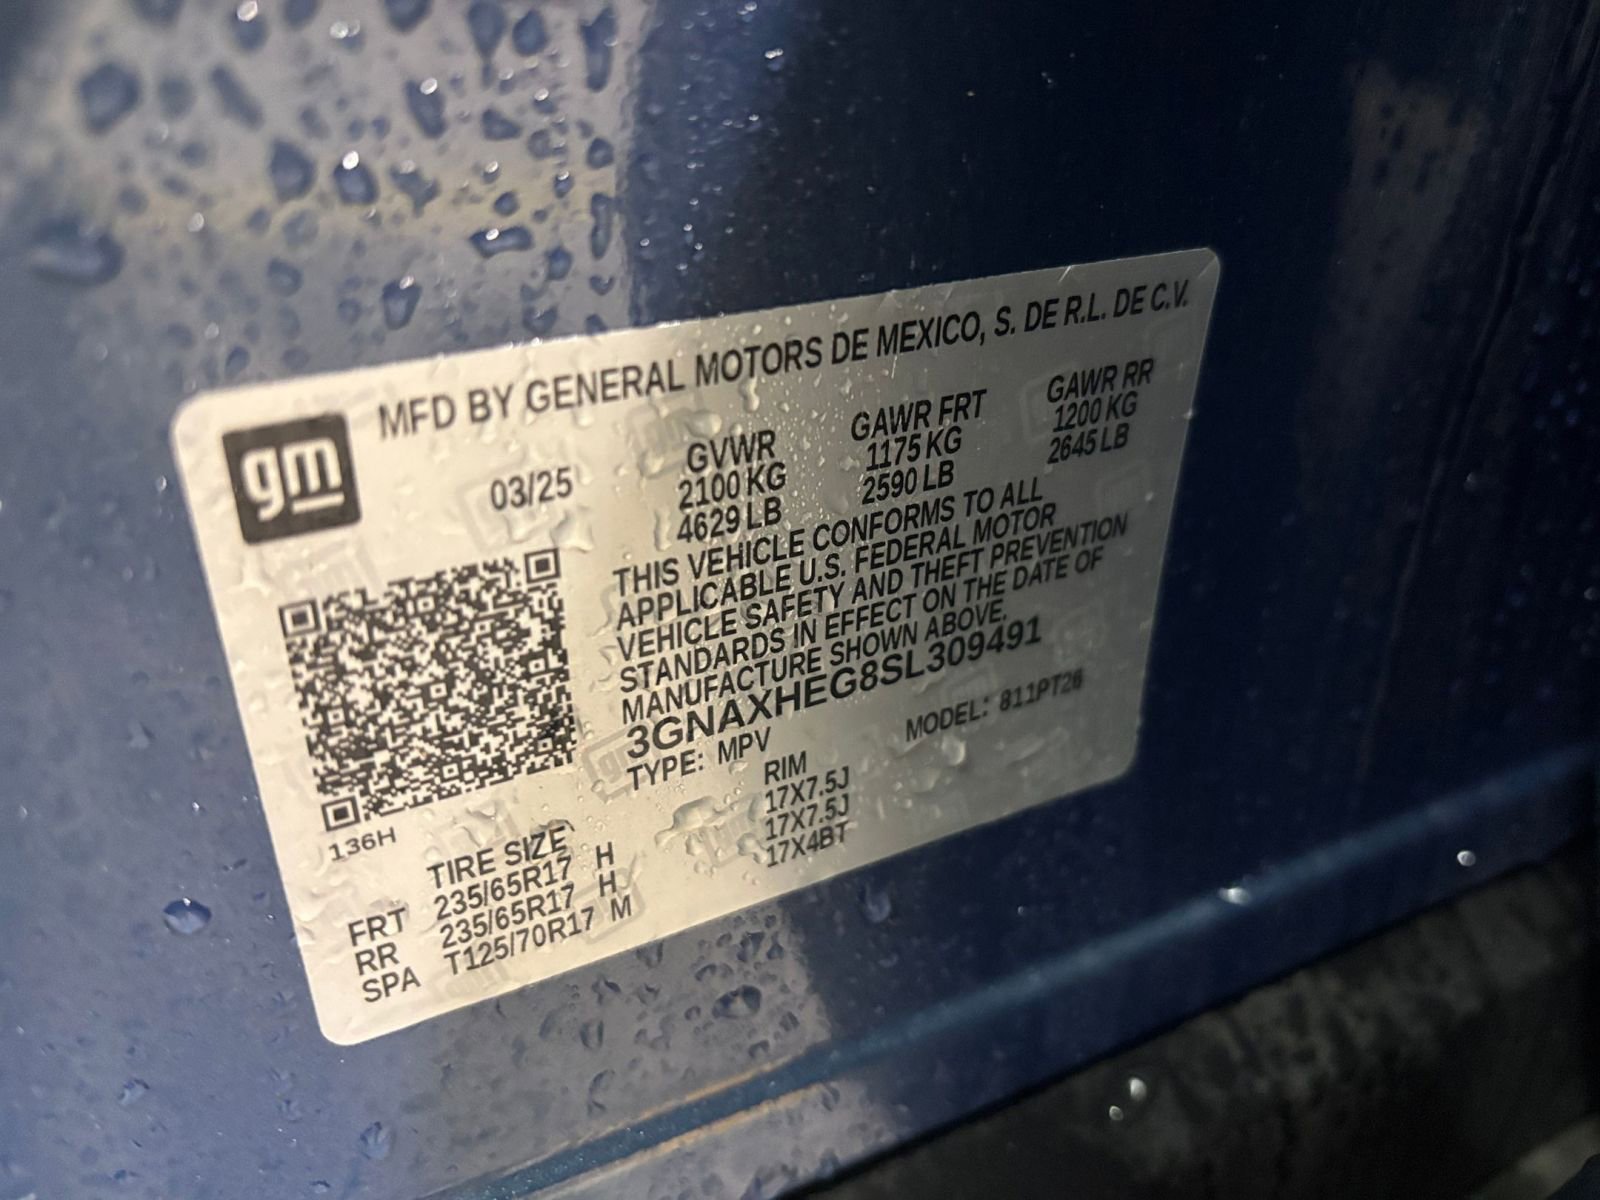 gm
MFD BY GENERAL MOTORS DE MEXICO, S. DE R.L. DE C.V.
03/25
GVWR GAWR FRT GAWR RR
2100 KG 1175 KG 1200 KG
4629 LB 2590 LB 2645 LB
THIS VEHICLE CONFORMS TO ALL
APPLICABLE U.S. FEDERAL MOTOR
VEHICLE SAFETY AND THEFT PREVENTION
STANDARDS IN EFFECT ON THE DATE OF
MANUFACTURE SHOWN ABOVE.
3GNAXHEG8SL309491
TYPE: MPV MODEL: 811PT26
136H
TIRE SIZE RIM
FRT 235/65R17 H 17X7.5J
RR 235/65R17 H 17X7.5J
SPA T125/70R17 M 17X4BT